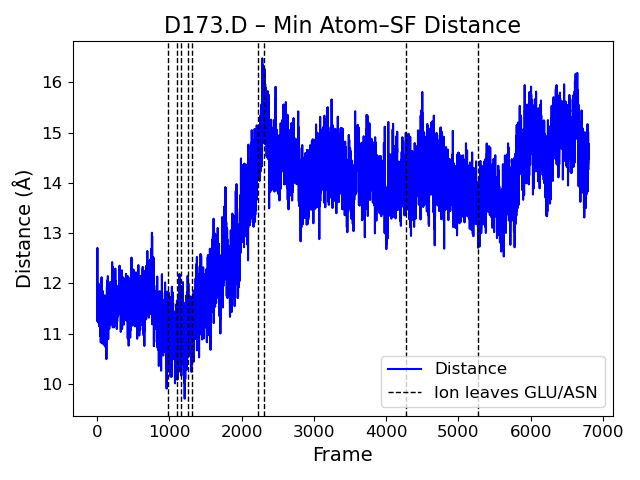 D173.D – Min Atom–SF Distance
Distance (Å)
16
15
14
13
12
11
10
Distance
Ion leaves GLU/ASN
0 1000 2000 3000 4000 5000 6000 7000
Frame